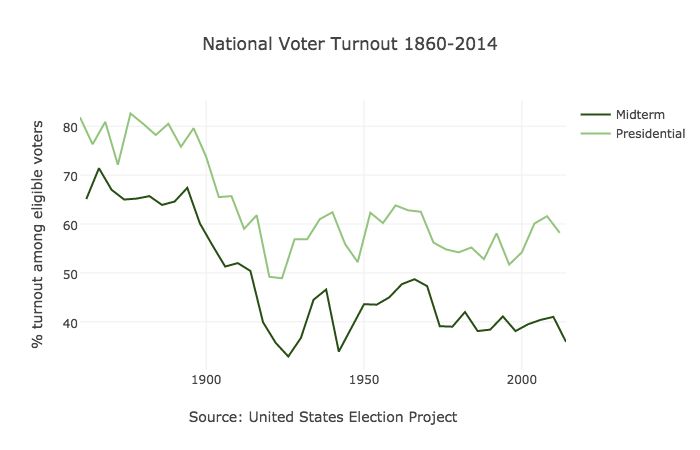 National Voter Turnout 1860-2014
Midterm
Presidential
% turnout among eligible voters
80
70
60
50
40
1900
1950
2000
Source: United States Election Project